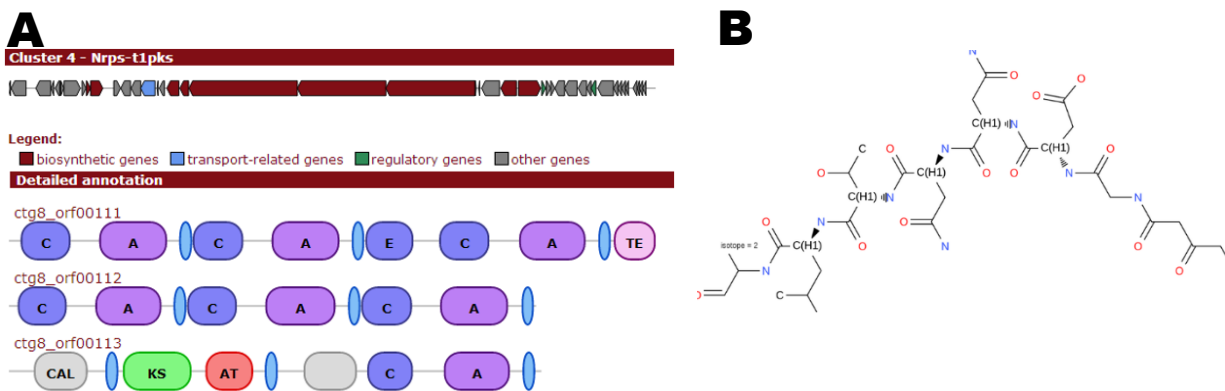 A
B
Cluster 4 - Nrps-t1pks
Legend:
biosynthetic genes transport-related genes regulatory genes other genes
Detailed annotation
ctg8_orf00111
C A C A E C A TE
ctg8_orf00112
C A C A C A
ctg8_orf00113
CAL KS AT C A
N
O
O
O
C(H1) N
C(H1)
C
O N
O
O
N
O
O
C(H1)
O
C(H1) N
N
O
N
O
O
N
isotope = 2
C(H1)
O
N
O
O
N
C
C